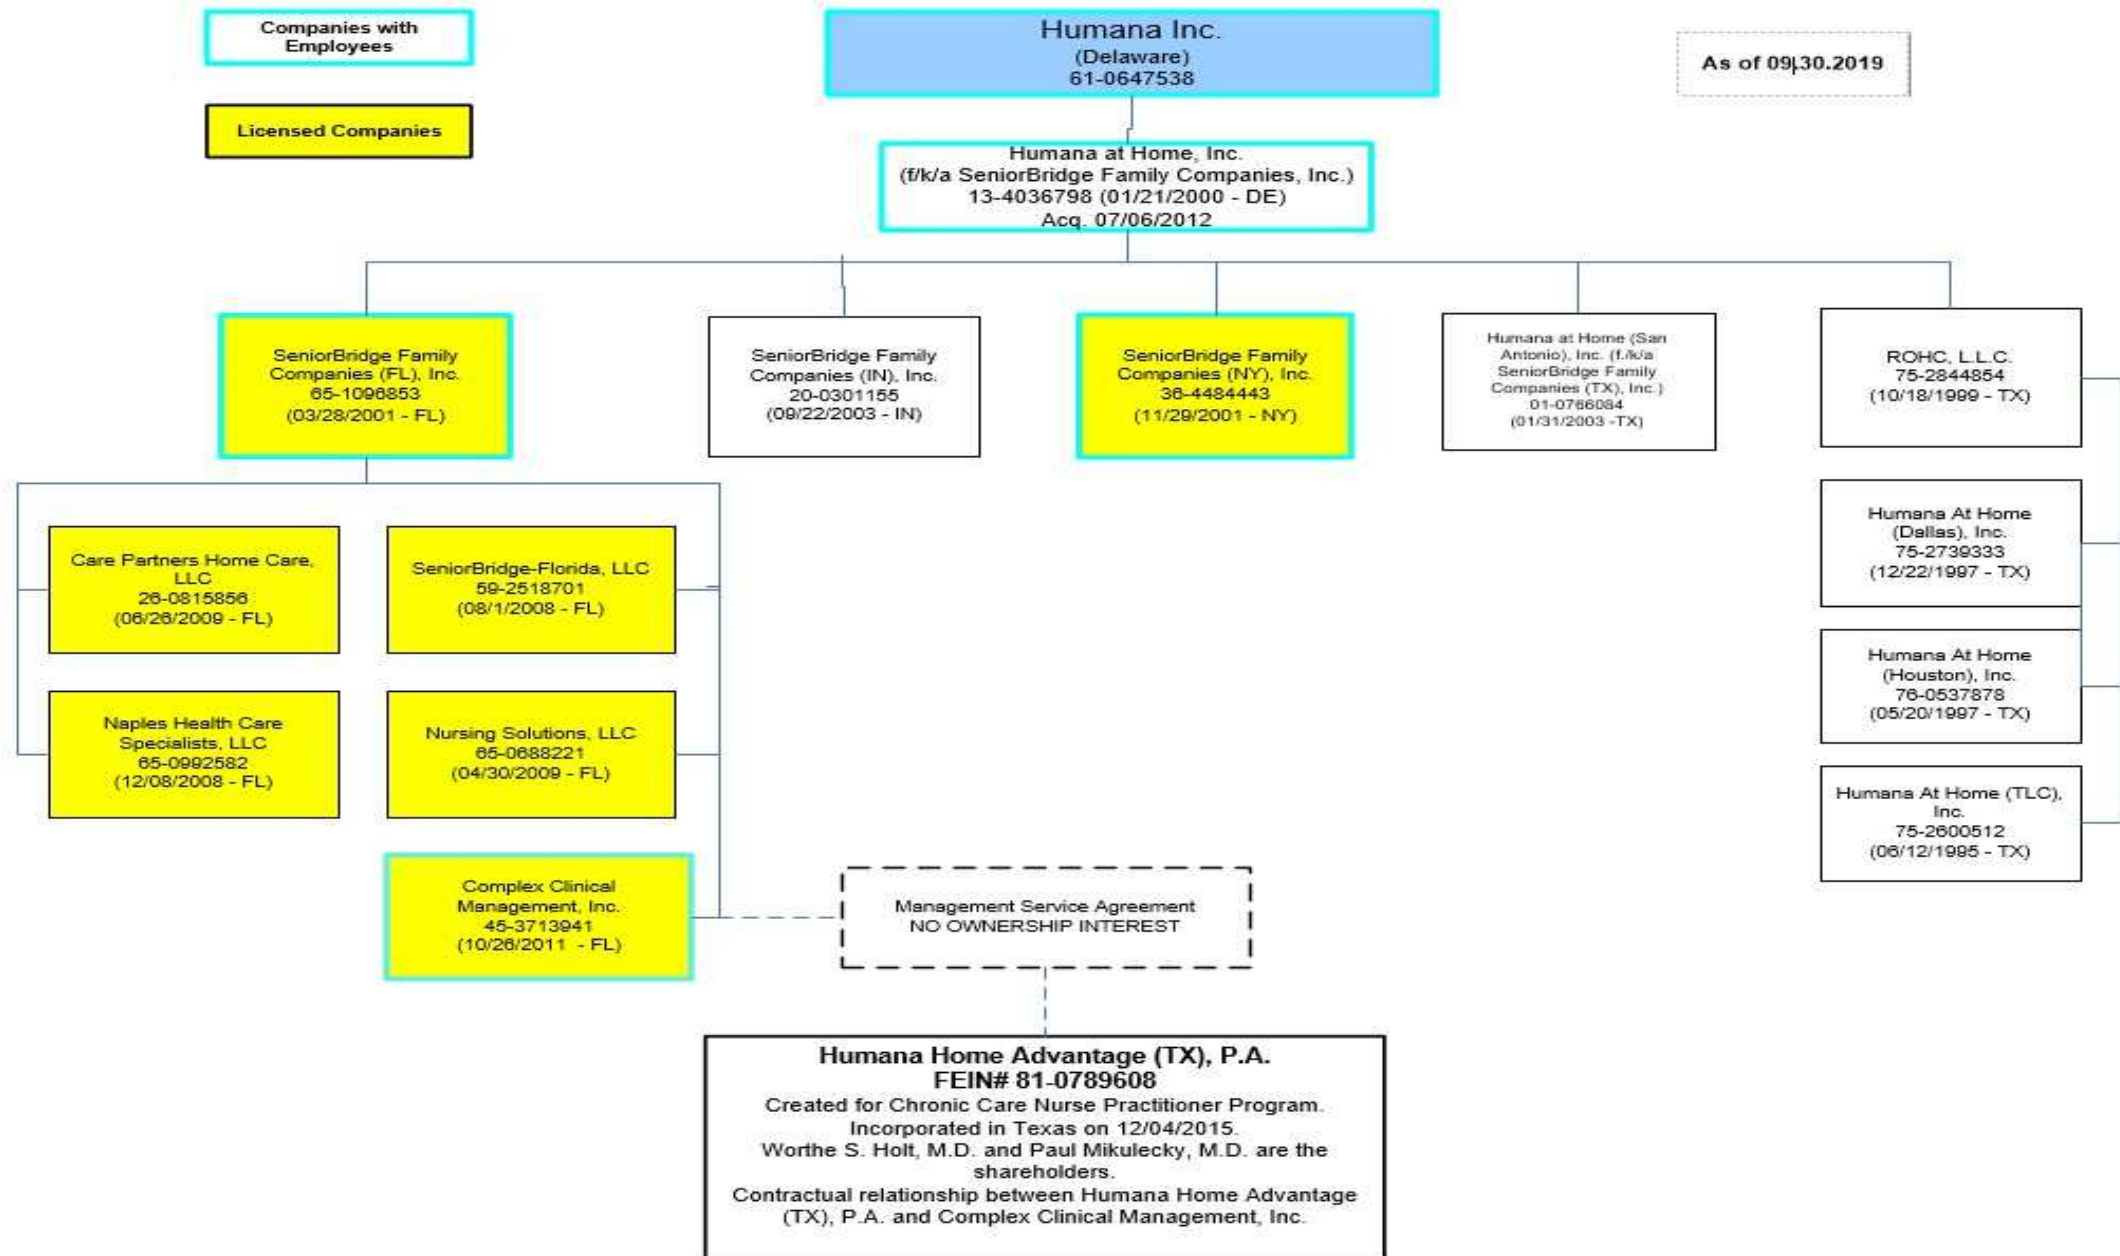 Companies with
Employees
Licensed Companies
Humana Inc.
(Delaware)
61-0647538
As of 09.30.2019
Humana at Home, Inc.
(f/k/a SeniorBridge Family Companies, Inc.)
13-4036798 (01/21/2000 - DE)
Acq. 07/06/2012
SeniorBridge Family
Companies (FL), Inc.
65-1096853
(03/28/2001 - FL)
SeniorBridge Family
Companies (IN), Inc.
20-0301155
(09/22/2003 - IN)
SeniorBridge Family
Companies (NY), Inc.
36-4484443
(11/29/2001 - NY)
Humana at Home (San
Antonio), Inc. (f./k/a
SeniorBridge Family
Companies (TX), Inc.)
01-0766084
(01/31/2003 -TX)
ROHC, L.L.C.
75-2844854
(10/18/1999 - TX)
Care Partners Home Care,
LLC
26-0815856
(06/26/2009 - FL)
SeniorBridge-Florida, LLC
59-2518701
(08/1/2008 - FL)
Humana At Home
(Dallas), Inc.
75-2739333
(12/22/1997 - TX)
Naples Health Care
Specialists, LLC
65-0992582
(12/08/2008 - FL)
Nursing Solutions, LLC
65-0688221
(04/30/2009 - FL)
Humana At Home
(Houston), Inc.
76-0537878
(05/20/1997 - TX)
Humana At Home (TLC),
Inc.
75-2600512
(06/12/1995 - TX)
Complex Clinical
Management, Inc.
45-3713941
(10/26/2011 - FL)
Management Service Agreement
NO OWNERSHIP INTEREST
Humana Home Advantage (TX), P.A.
FEIN# 81-0789608
Created for Chronic Care Nurse Practitioner Program.
Incorporated in Texas on 12/04/2015.
Worthe S. Holt, M.D. and Paul Mikulecky, M.D. are the
shareholders.
Contractual relationship between Humana Home Advantage
(TX), P.A. and Complex Clinical Management, Inc.